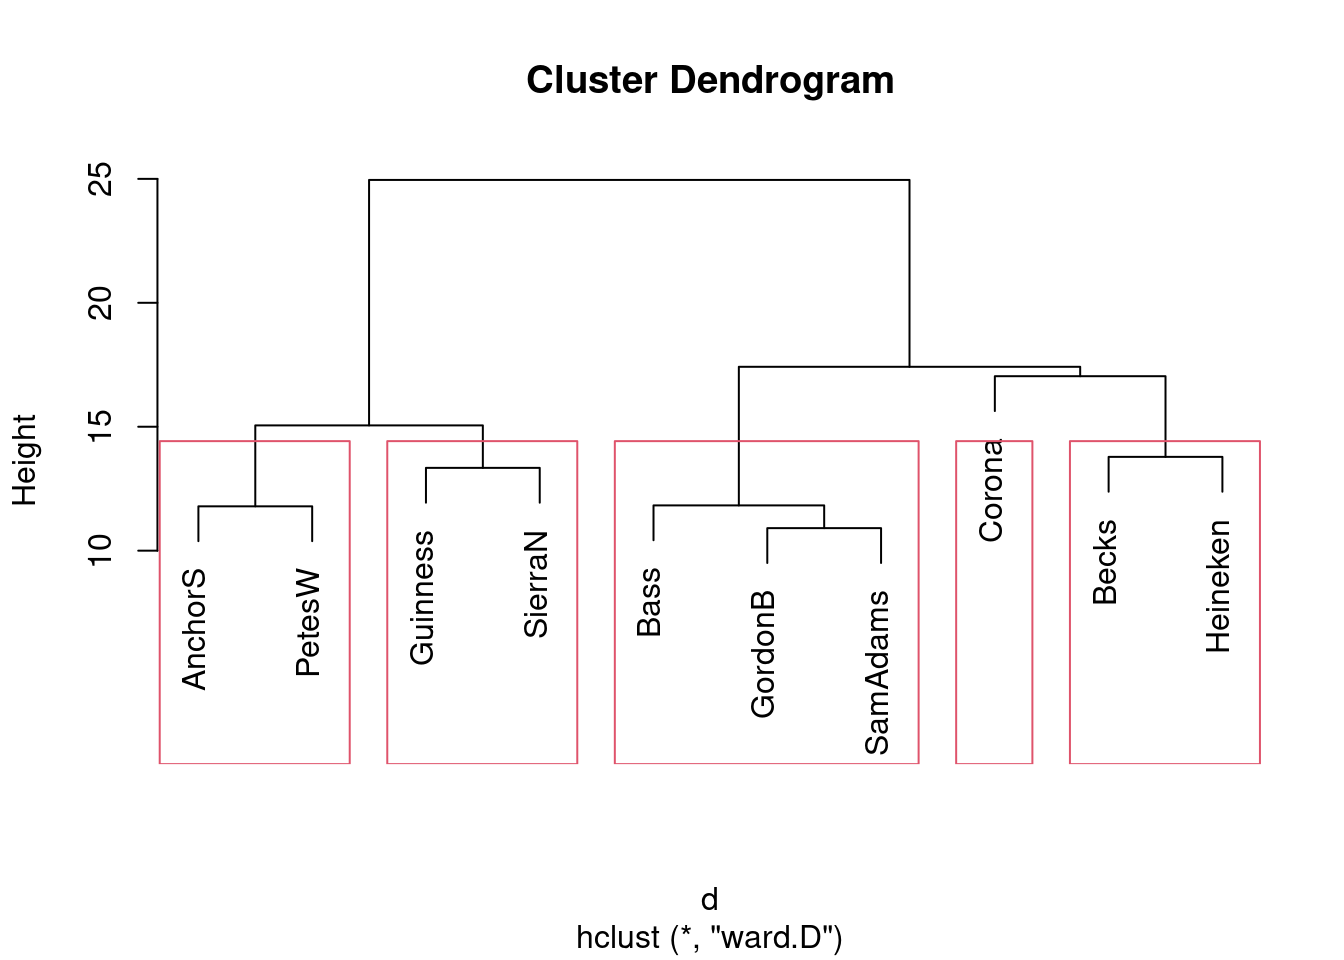 Cluster Dendrogram
Height
25
20
15
10
AnchorS
PetesW
Guinness
SierraN
Bass
GordonB
SamAdams
Corona
Becks
Heineken
d
hclust (*, "ward.D")